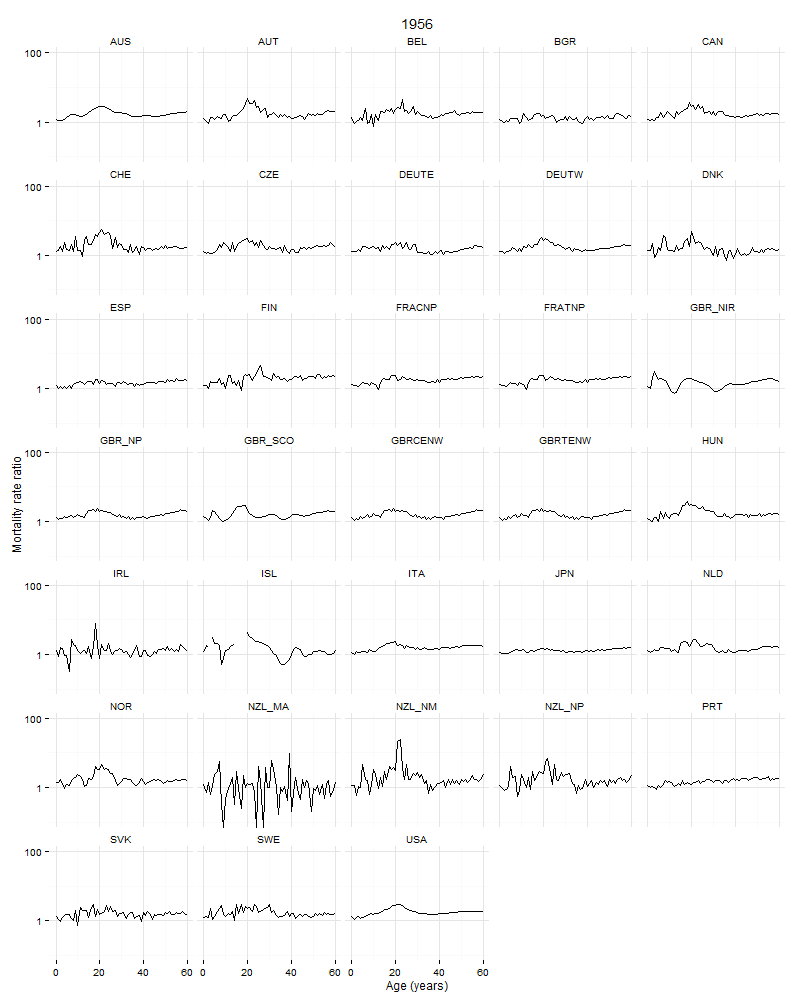 1956
AUS AUT BEL BGR CAN
100
1
CHE CZE DEUTE DEUTW DNK
100
1
ESP FIN FRACNP FRATNP GBR_NIR
100
1
GBR_NP GBR_SCO GBRCENW GBRTENW HUN
100
1
Mortality rate ratio
IRL ISL ITA JPN NLD
100
1
NOR NZL_MA NZL_NM NZL_NP PRT
100
1
SVK SWE USA
100
1
0 20 40 60 0 20 40 60 0 20 40 60
Age (years)